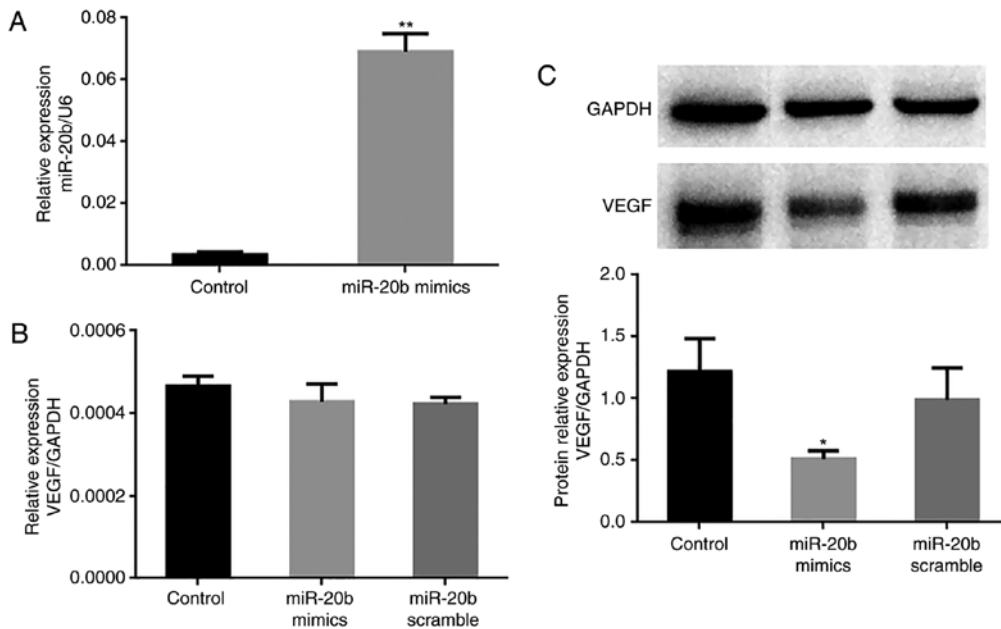 A
Relative expression
miR-20b/U6
0.08
0.06
0.04
0.02
0.00
**
Control
miR-20b mimics
B
Relative expression
VEGF/GAPDH
0.0006
0.0004
0.0002
0.0000
Control
miR-20b
mimics
miR-20b
scramble
C
GAPDH
VEGF
Protein relative expression
VEGF/GAPDH
2.0
1.5
1.0
0.5
0.0
*
Control
miR-20b
mimics
miR-20b
scramble